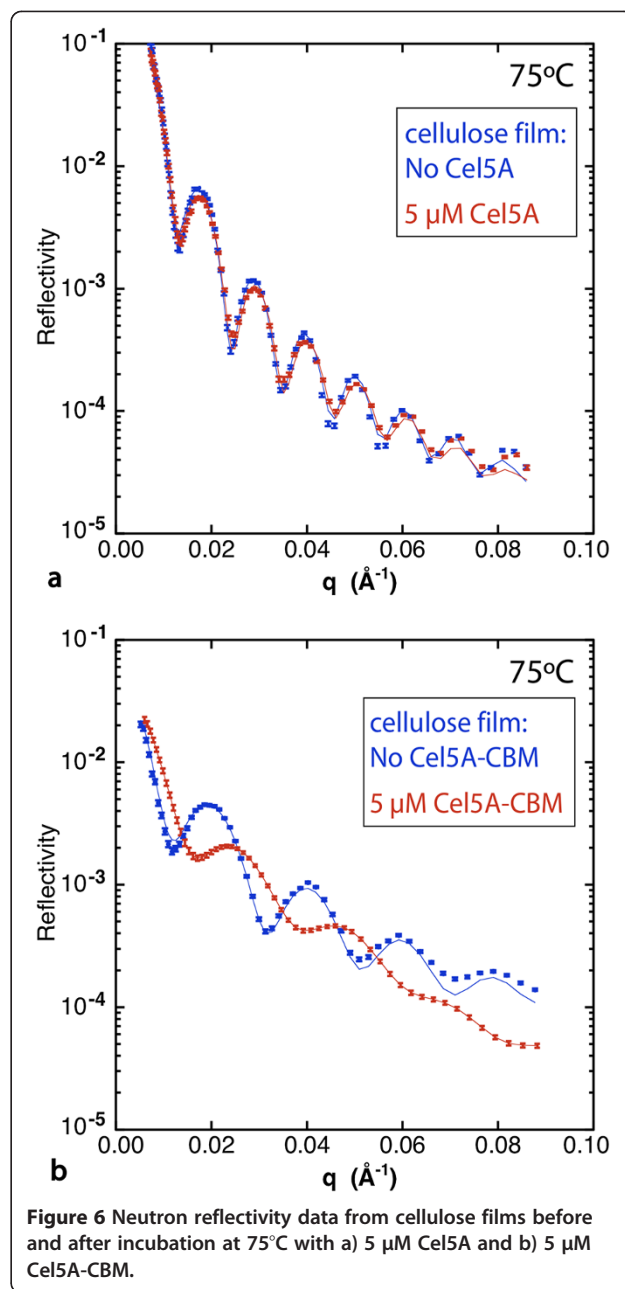 10-1
75ºC
cellulose film:
No Cel5A
5 µM Cel5A
10-2
Reflectivity
10-3
10-4
10-5
0.00 0.02 0.04 0.06 0.08 0.10
a q (Å-1)
10-1
75ºC
cellulose film:
No Cel5A-CBM
5 µM Cel5A-CBM
10-2
Reflectivity
10-3
10-4
10-5
0.00 0.02 0.04 0.06 0.08 0.10
b q (Å-1)
Figure 6 Neutron reflectivity data from cellulose films before
and after incubation at 75°C with a) 5 μM Cel5A and b) 5 μM
Cel5A-CBM.